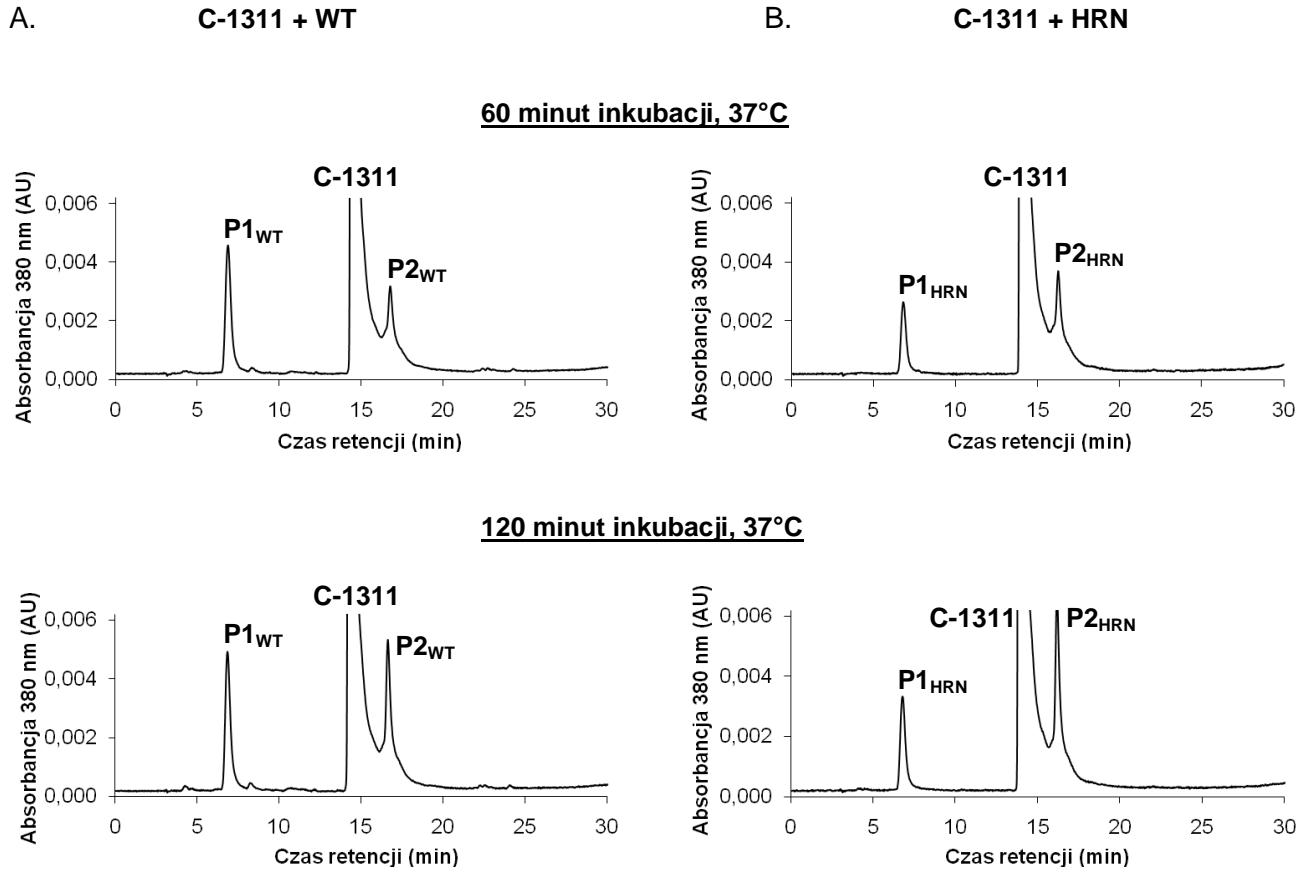 A.
C-1311 + WT
B.
C-1311 + HRN
60 minut inkubacji, 37°C
C-1311
P1WT
P2WT
Absorbancja 380 nm (AU)
0,006
0,004
0,002
0,000
0 5 10 15 20 25 30
Czas retencji (min)
C-1311
P1HRN
P2HRN
Absorbancja 380 nm (AU)
0,006
0,004
0,002
0,000
0 5 10 15 20 25 30
Czas retencji (min)
120 minut inkubacji, 37°C
C-1311
P1WT
P2WT
Absorbancja 380 nm (AU)
0,006
0,004
0,002
0,000
0 5 10 15 20 25 30
Czas retencji (min)
C-1311
P2HRN
P1HRN
Absorbancja 380 nm (AU)
0,006
0,004
0,002
0,000
0 5 10 15 20 25 30
Czas retencji (min)